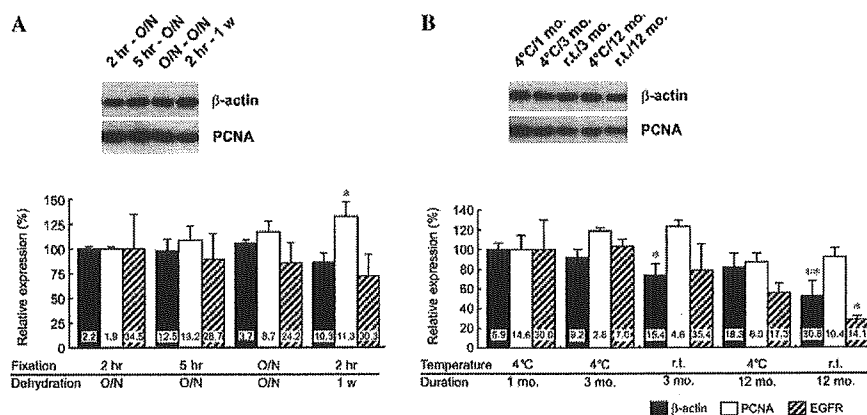 A
2 hr - O/N
5 hr - O/N
O/N - O/N
2 hr - 1 w
β-actin
PCNA
Relative expression (%)
150
125
100
75
50
25
0
*
2.2 1.9 34.5 12.5 13.2 26.7 3.7 8.7 24.2 10.3 11.3 30.3
Fixation 2 hr 5 hr O/N 2 hr
Dehydration O/N O/N O/N 1 w
B
4°C/1 mo.
4°C/3 mo.
r.t./3 mo.
4°C/12 mo.
r.t./12 mo.
β-actin
PCNA
Relative expression (%)
140
120
100
80
60
40
20
0
*
**
*
5.9 14.6 30.0 9.2 2.8 7.0 15.4 4.6 35.4 18.3 17.3 30.8 10.4 14.1
Temperature 4°C 4°C r.t. 4°C r.t.
Duration 1 mo. 3 mo. 3 mo. 12 mo. 12 mo.
β-actin PCNA EGFR